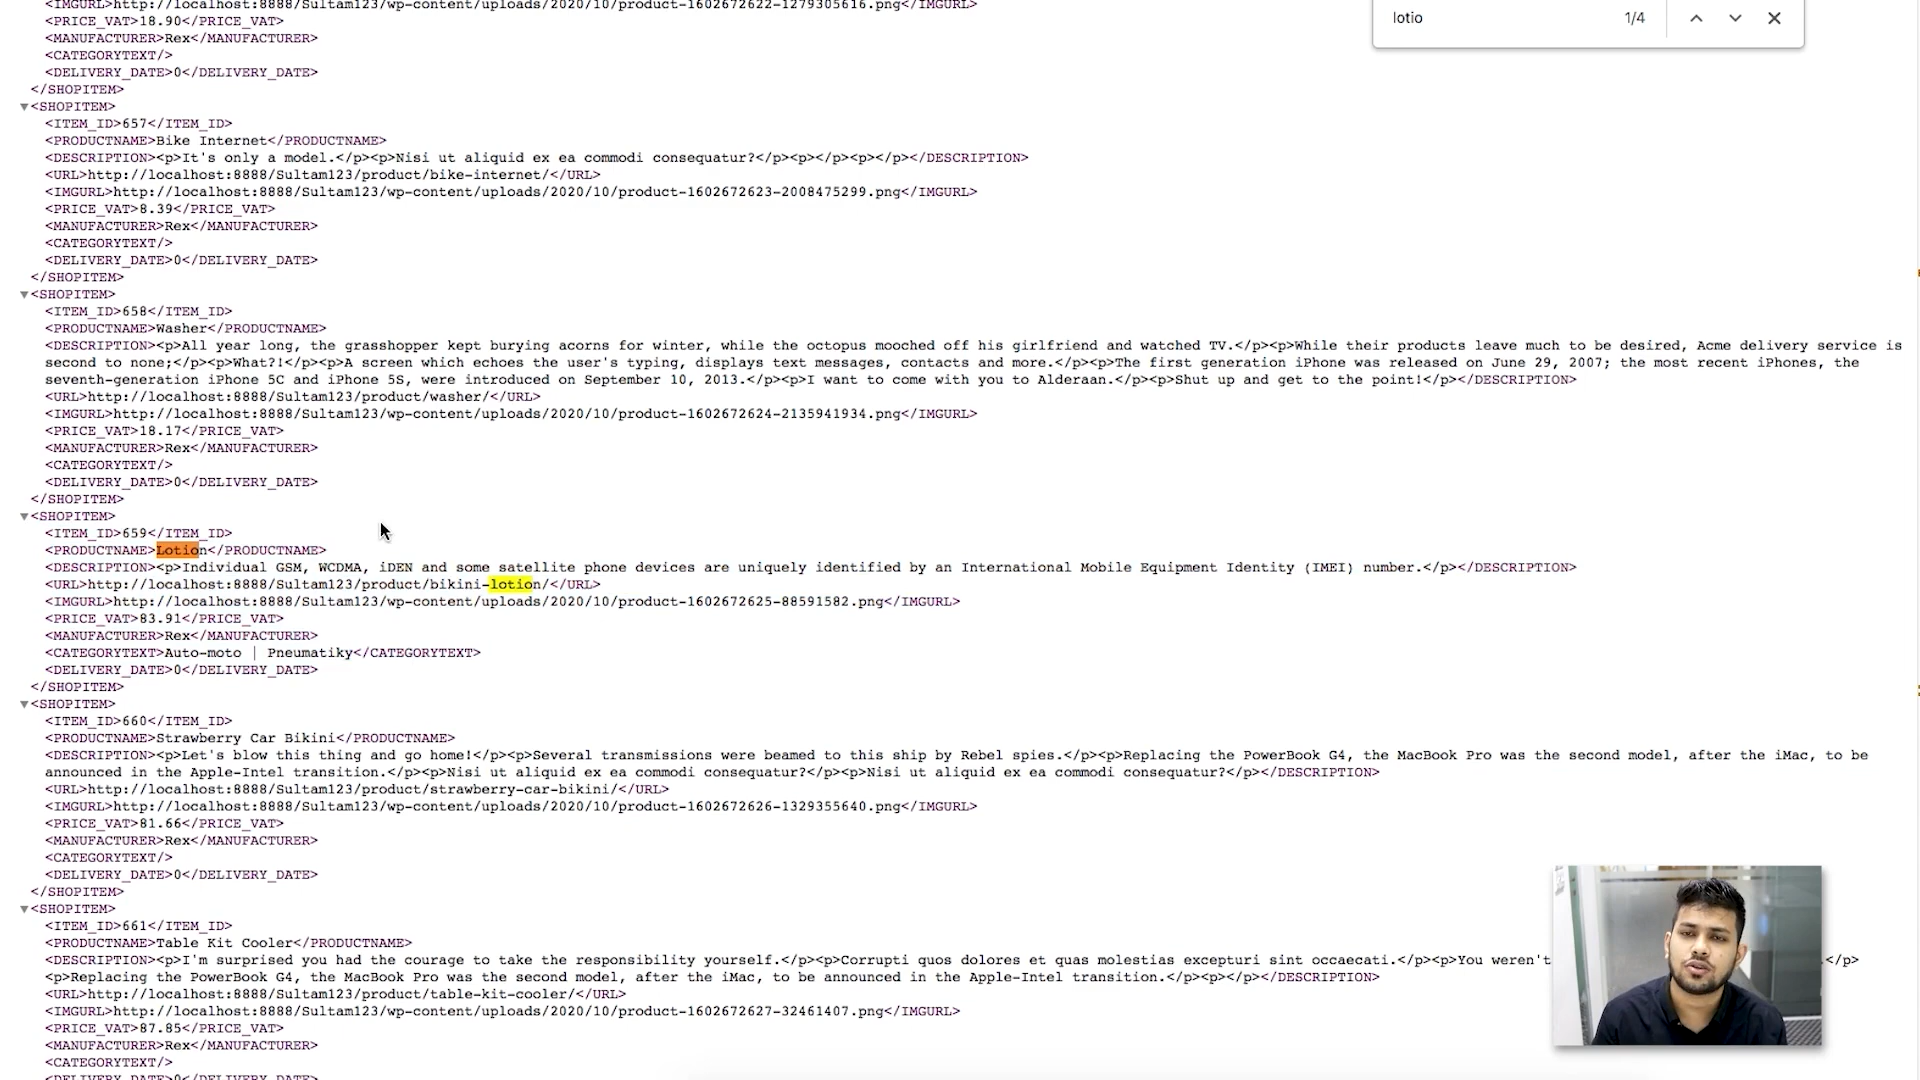 <IMGURL>http://localhost:8888/Sultam123/wp-content/uploads/2020/10/product-1602672622-1279305616.png</IMGURL>
lotio 1/4
<PRICE_VAT>18.90</PRICE_VAT>
<MANUFACTURER>Rex</MANUFACTURER>
<CATEGORYTEXT/>
<DELIVERY_DATE>0</DELIVERY_DATE>
</SHOPITEM>
▼<SHOPITEM>
<ITEM_ID>657</ITEM_ID>
<PRODUCTNAME>Bike Internet</PRODUCTNAME>
<DESCRIPTION><p>It's only a model.</p><p>Nisi ut aliquid ex ea commodi consequatur?</p><p></p><p></p></DESCRIPTION>
<URL>http://localhost:8888/Sultam123/product/bike-internet/</URL>
<IMGURL>http://localhost:8888/Sultam123/wp-content/uploads/2020/10/product-1602672623-2008475299.png</IMGURL>
<PRICE_VAT>8.39</PRICE_VAT>
<MANUFACTURER>Rex</MANUFACTURER>
<CATEGORYTEXT/>
<DELIVERY_DATE>0</DELIVERY_DATE>
</SHOPITEM>
▼<SHOPITEM>
<ITEM_ID>658</ITEM_ID>
<PRODUCTNAME>Washer</PRODUCTNAME>
<DESCRIPTION><p>All year long, the grasshopper kept burying acorns for winter, while the octopus mooched off his girlfriend and watched TV.</p><p>While their products leave much to be desired, Acme delivery service is
second to none;</p><p>What?!</p><p>A screen which echoes the user's typing, displays text messages, contacts and more.</p><p>The first generation iPhone was released on June 29, 2007; the most recent iPhones, the
seventh-generation iPhone 5C and iPhone 5S, were introduced on September 10, 2013.</p><p>I want to come with you to Alderaan.</p><p>Shut up and get to the point!</p></DESCRIPTION>
<URL>http://localhost:8888/Sultam123/product/washer/</URL>
<IMGURL>http://localhost:8888/Sultam123/wp-content/uploads/2020/10/product-1602672624-2135941934.png</IMGURL>
<PRICE_VAT>18.17</PRICE_VAT>
<MANUFACTURER>Rex</MANUFACTURER>
<CATEGORYTEXT/>
<DELIVERY_DATE>0</DELIVERY_DATE>
</SHOPITEM>
▼<SHOPITEM>
<ITEM_ID>659</ITEM_ID>
<PRODUCTNAME>Lotion</PRODUCTNAME>
<DESCRIPTION><p>Individual GSM, WCDMA, iDEN and some satellite phone devices are uniquely identified by an International Mobile Equipment Identity (IMEI) number.</p></DESCRIPTION>
<URL>http://localhost:8888/Sultam123/product/bikini-lotion/</URL>
<IMGURL>http://localhost:8888/Sultam123/wp-content/uploads/2020/10/product-1602672625-88591582.png</IMGURL>
<PRICE_VAT>83.91</PRICE_VAT>
<MANUFACTURER>Rex</MANUFACTURER>
<CATEGORYTEXT>Auto-moto | Pneumatiky</CATEGORYTEXT>
<DELIVERY_DATE>0</DELIVERY_DATE>
</SHOPITEM>
▼<SHOPITEM>
<ITEM_ID>660</ITEM_ID>
<PRODUCTNAME>Strawberry Car Bikini</PRODUCTNAME>
<DESCRIPTION><p>Let's blow this thing and go home!</p><p>Several transmissions were beamed to this ship by Rebel spies.</p><p>Replacing the PowerBook G4, the MacBook Pro was the second model, after the iMac, to be
announced in the Apple-Intel transition.</p><p>Nisi ut aliquid ex ea commodi consequatur?</p><p>Nisi ut aliquid ex ea commodi consequatur?</p></DESCRIPTION>
<URL>http://localhost:8888/Sultam123/product/strawberry-car-bikini/</URL>
<IMGURL>http://localhost:8888/Sultam123/wp-content/uploads/2020/10/product-1602672626-1329355640.png</IMGURL>
<PRICE_VAT>81.66</PRICE_VAT>
<MANUFACTURER>Rex</MANUFACTURER>
<CATEGORYTEXT/>
<DELIVERY_DATE>0</DELIVERY_DATE>
</SHOPITEM>
▼<SHOPITEM>
<ITEM_ID>661</ITEM_ID>
<PRODUCTNAME>Table Kit Cooler</PRODUCTNAME>
<DESCRIPTION><p>I'm surprised you had the courage to take the responsibility yourself.</p><p>Corrupti quos dolores et quas molestias excepturi sint occaecati.</p><p>You weren't .</p>
<p>Replacing the PowerBook G4, the MacBook Pro was the second model, after the iMac, to be announced in the Apple-Intel transition.</p><p></p></DESCRIPTION>
<URL>http://localhost:8888/Sultam123/product/table-kit-cooler/</URL>
<IMGURL>http://localhost:8888/Sultam123/wp-content/uploads/2020/10/product-1602672627-32461407.png</IMGURL>
<PRICE_VAT>87.85</PRICE_VAT>
<MANUFACTURER>Rex</MANUFACTURER>
<CATEGORYTEXT/>
<DELIVERY_DATE>0</DELIVERY_DATE>